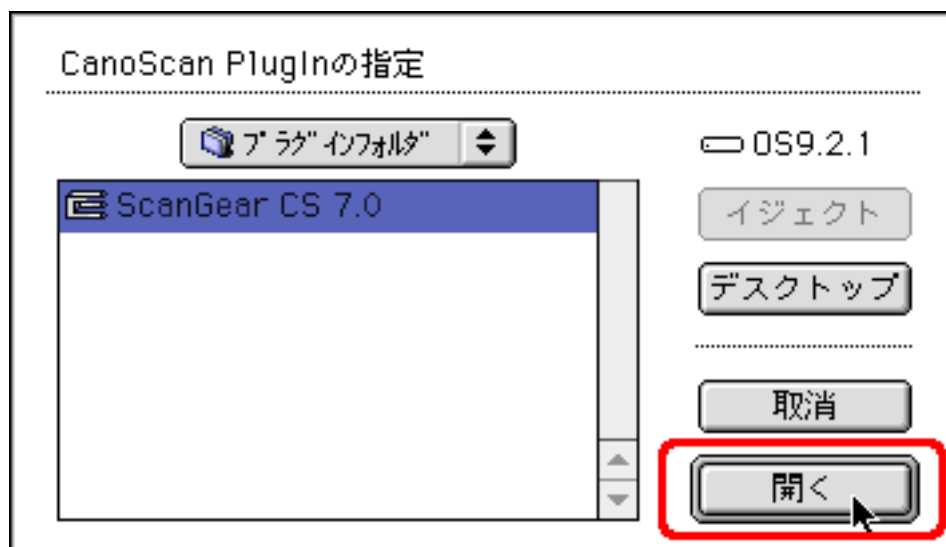 CanoScan PlugInの指定
ﾌﾟﾗｸﾞｲﾝﾌｫﾙﾀﾞ
OS9.2.1
ScanGear CS 7.0
イジェクト
デスクトップ
取消
開く